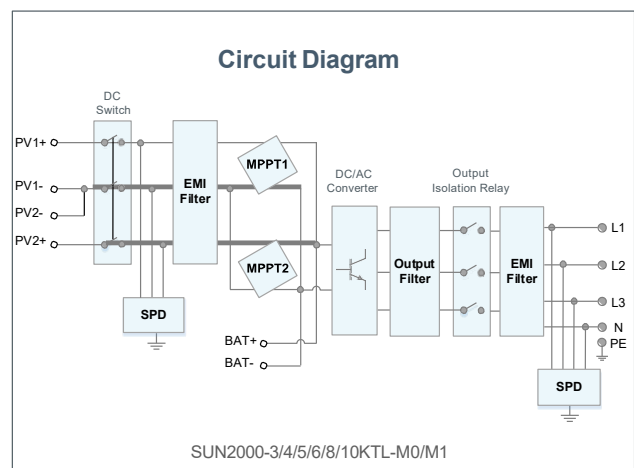 Circuit Diagram
DC
Switch
PV1+
PV1-
PV2-
PV2+
EMI
Filter
SPD
MPPT1
MPPT2
BAT+
BAT-
DC/AC
Converter
Output
Filter
Output
Isolation Relay
EMI
Filter
L1
L2
L3
N
PE
SPD
SUN2000-3/4/5/6/8/10KTL-M0/M1